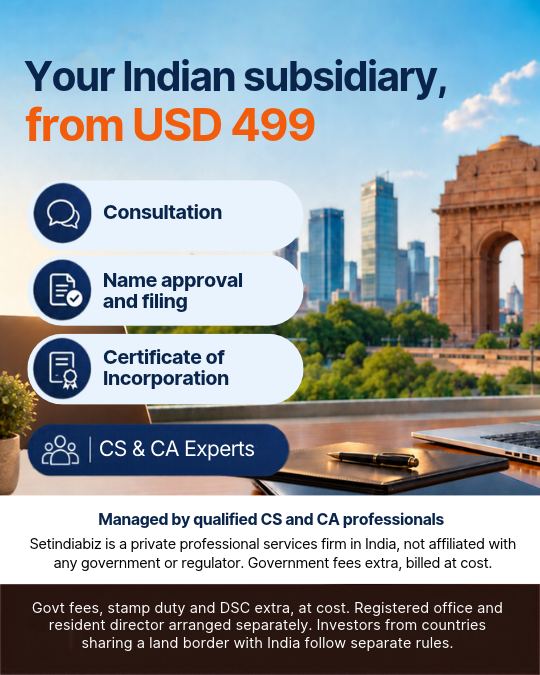 Your Indian subsidiary,
from USD 499
Consultation
Name approval
and filing
Certificate of
Incorporation
CS & CA Experts
Managed by qualified CS and CA professionals
Setindiabiz is a private professional services firm in India, not affiliated with
any government or regulator. Government fees extra, billed at cost.
Govt fees, stamp duty and DSC extra, at cost. Registered office and
resident director arranged separately. Investors from countries
sharing a land border with India follow separate rules.